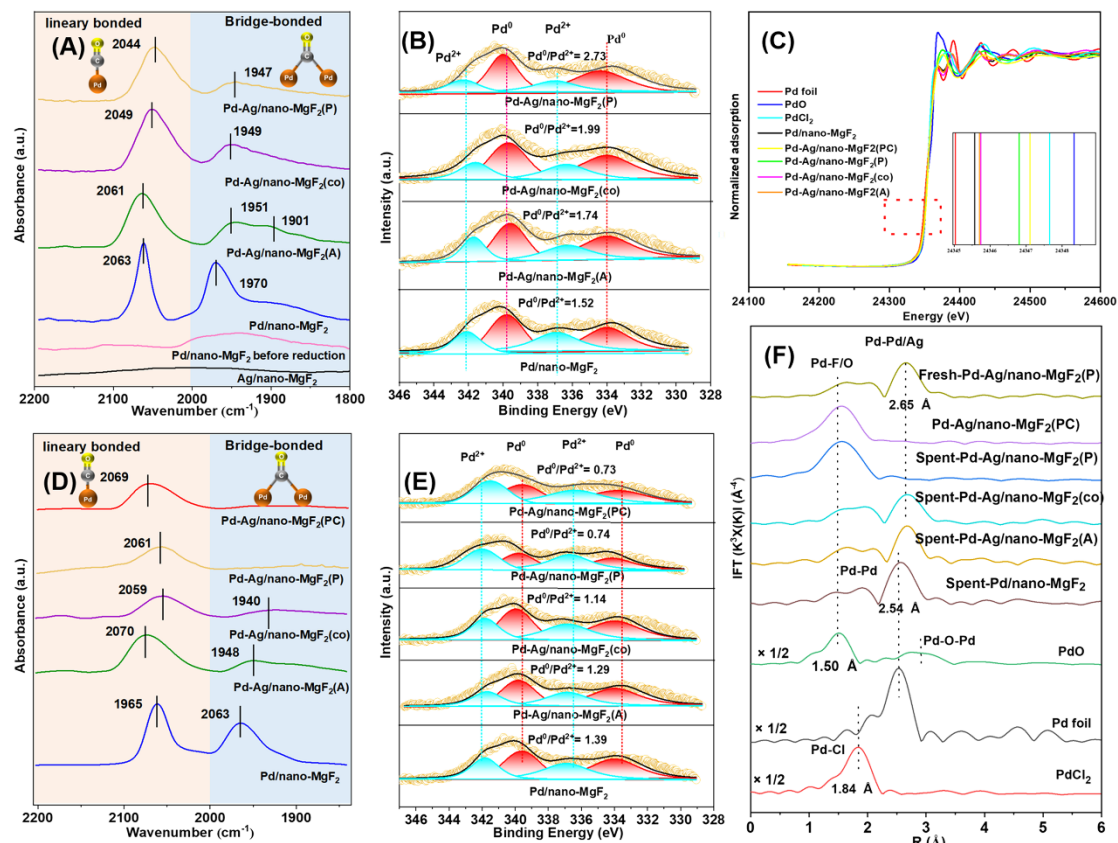 (A)
lineary bonded
Bridge-bonded
2044
1947
Pd-Ag/nano-MgF₂(P)
2049
1949
Pd-Ag/nano-MgF₂(co)
2061
1951
1901
Pd-Ag/nano-MgF₂(A)
2063
1970
Pd/nano-MgF₂
Pd/nano-MgF₂ before reduction
Ag/nano-MgF₂
Pd
Pd
Pd
2200 2100 2000 1900 1800
Wavenumber (cm⁻¹)
Absorbance (a.u.)
(B)
Pd²⁺
Pd⁰
Pd²⁺
Pd⁰
Pd⁰/Pd²⁺= 2.73
Pd-Ag/nano-MgF₂(P)
Pd⁰/Pd²⁺=1.99
Pd-Ag/nano-MgF₂(co)
Pd⁰/Pd²⁺=1.74
Pd-Ag/nano-MgF₂(A)
Pd⁰/Pd²⁺=1.52
Pd/nano-MgF₂
346 344 342 340 338 336 334 332 330 328
Binding Energy (eV)
Intensity (a.u.)
(C)
Pd foil
PdO
PdCl₂
Pd/nano-MgF₂
Pd-Ag/nano-MgF2(PC)
Pd-Ag/nano-MgF₂(P)
Pd-Ag/nano-MgF₂(co)
Pd-Ag/nano-MgF2(A)
24345 24346 24347 24348
24100 24200 24300 24400 24500 24600
Energy (eV)
Normalized adsorption
(D)
lineary bonded
Bridge-bonded
2069
Pd-Ag/nano-MgF₂(PC)
2061
Pd-Ag/nano-MgF₂(P)
2059
1940
Pd-Ag/nano-MgF₂(co)
2070
1948
Pd-Ag/nano-MgF₂(A)
1965
2063
Pd/nano-MgF₂
Pd
Pd
Pd
2200 2100 2000 1900
Wavenumber (cm⁻¹)
Absorbance (a.u.)
(E)
Pd²⁺
Pd⁰
Pd²⁺
Pd⁰
Pd⁰/Pd²⁺= 0.73
Pd-Ag/nano-MgF₂(PC)
Pd⁰/Pd²⁺= 0.74
Pd-Ag/nano-MgF₂(P)
Pd⁰/Pd²⁺= 1.14
Pd-Ag/nano-MgF₂(co)
Pd⁰/Pd²⁺= 1.29
Pd-Ag/nano-MgF₂(A)
Pd⁰/Pd²⁺= 1.39
Pd/nano-MgF₂
346 344 342 340 338 336 334 332 330 328
Binding Energy (eV)
Intensity (a.u.)
(F)
Pd-Pd/Ag
Pd-F/O
Fresh-Pd-Ag/nano-MgF₂(P)
2.65 Å
Pd-Ag/nano-MgF₂(PC)
Spent-Pd-Ag/nano-MgF₂(P)
Spent-Pd-Ag/nano-MgF₂(co)
Spent-Pd-Ag/nano-MgF₂(A)
Pd-Pd
Spent-Pd/nano-MgF₂
2.54 Å
Pd-O-Pd
× 1/2
PdO
1.50 Å
× 1/2
Pd foil
Pd-Cl
× 1/2
PdCl₂
1.84 Å
0 1 2 3 4 5 6
R (Å)
IFT (K³X(K)I (A⁻⁴)